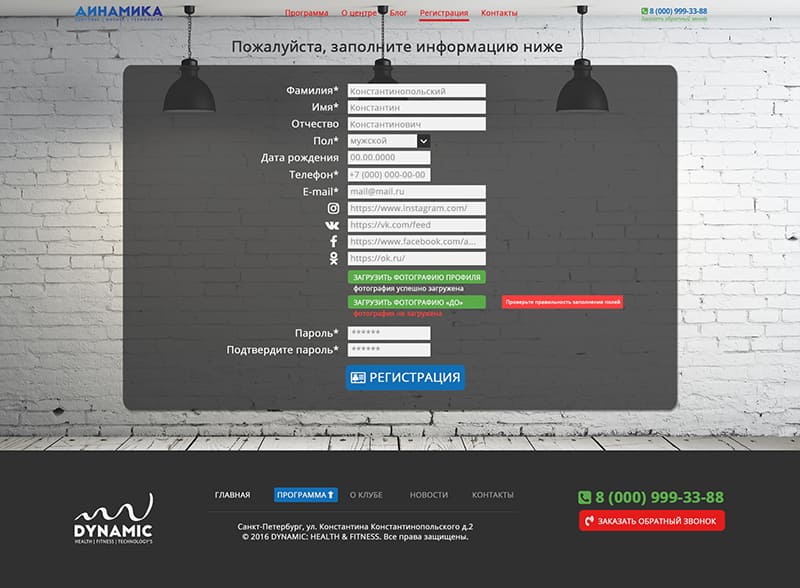 ДИНАМИКА
ЗДОРОВЬЕ | ФИТНЕС | ТЕХНОЛОГИИ
Программа О центре Блог Регистрация Контакты
8 (000) 999-33-88
Заказать обратный звонок
Пожалуйста, заполните информацию ниже
Фамилия* Константинопольский
Имя* Константин
Отчество Константинович
Пол* мужской
Дата рождения 00.00.0000
Телефон* +7 (000) 000-00-00
E-mail* mail@mail.ru
https://www.instagram.com/
https://vk.com/feed
https://www.facebook.com/a...
https://ok.ru/
ЗАГРУЗИТЬ ФОТОГРАФИЮ ПРОФИЛЯ
фотография успешно загружена
ЗАГРУЗИТЬ ФОТОГРАФИЮ «ДО» Проверьте правильность заполнения полей
фотография не загружена
Пароль* ******
Подтвердите пароль* ******
РЕГИСТРАЦИЯ
ГЛАВНАЯ ПРОГРАММА О КЛУБЕ НОВОСТИ КОНТАКТЫ
8 (000) 999-33-88
ЗАКАЗАТЬ ОБРАТНЫЙ ЗВОНОК
DYNAMIC
HEALTH | FITNESS | TECHNOLOGY'S
Санкт-Петербург, ул. Константина Константинопольского д.2
© 2016 DYNAMIC: HEALTH & FITNESS. Все права защищены.